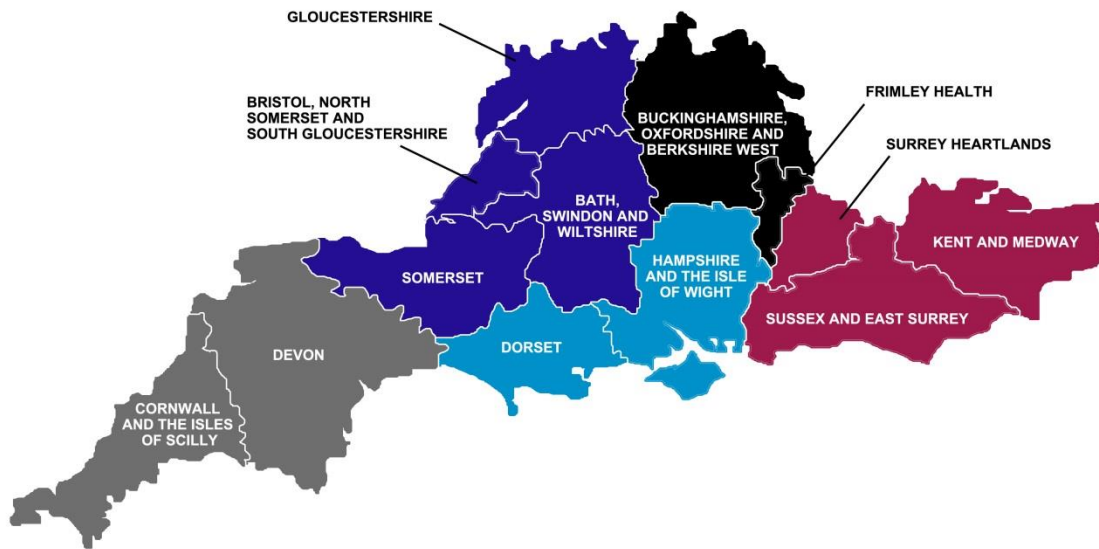 GLOUCESTERSHIRE
BRISTOL, NORTH
SOMERSET AND
SOUTH GLOUCESTERSHIRE
BUCKINGHAMSHIRE,
OXFORDSHIRE AND
BERKSHIRE WEST
FRIMLEY HEALTH
SURREY HEARTLANDS
BATH,
SWINDON AND
WILTSHIRE
KENT AND MEDWAY
SOMERSET
HAMPSHIRE
AND THE ISLE
OF WIGHT
SUSSEX AND EAST SURREY
DEVON
DORSET
CORNWALL
AND THE ISLES
OF SCILLY